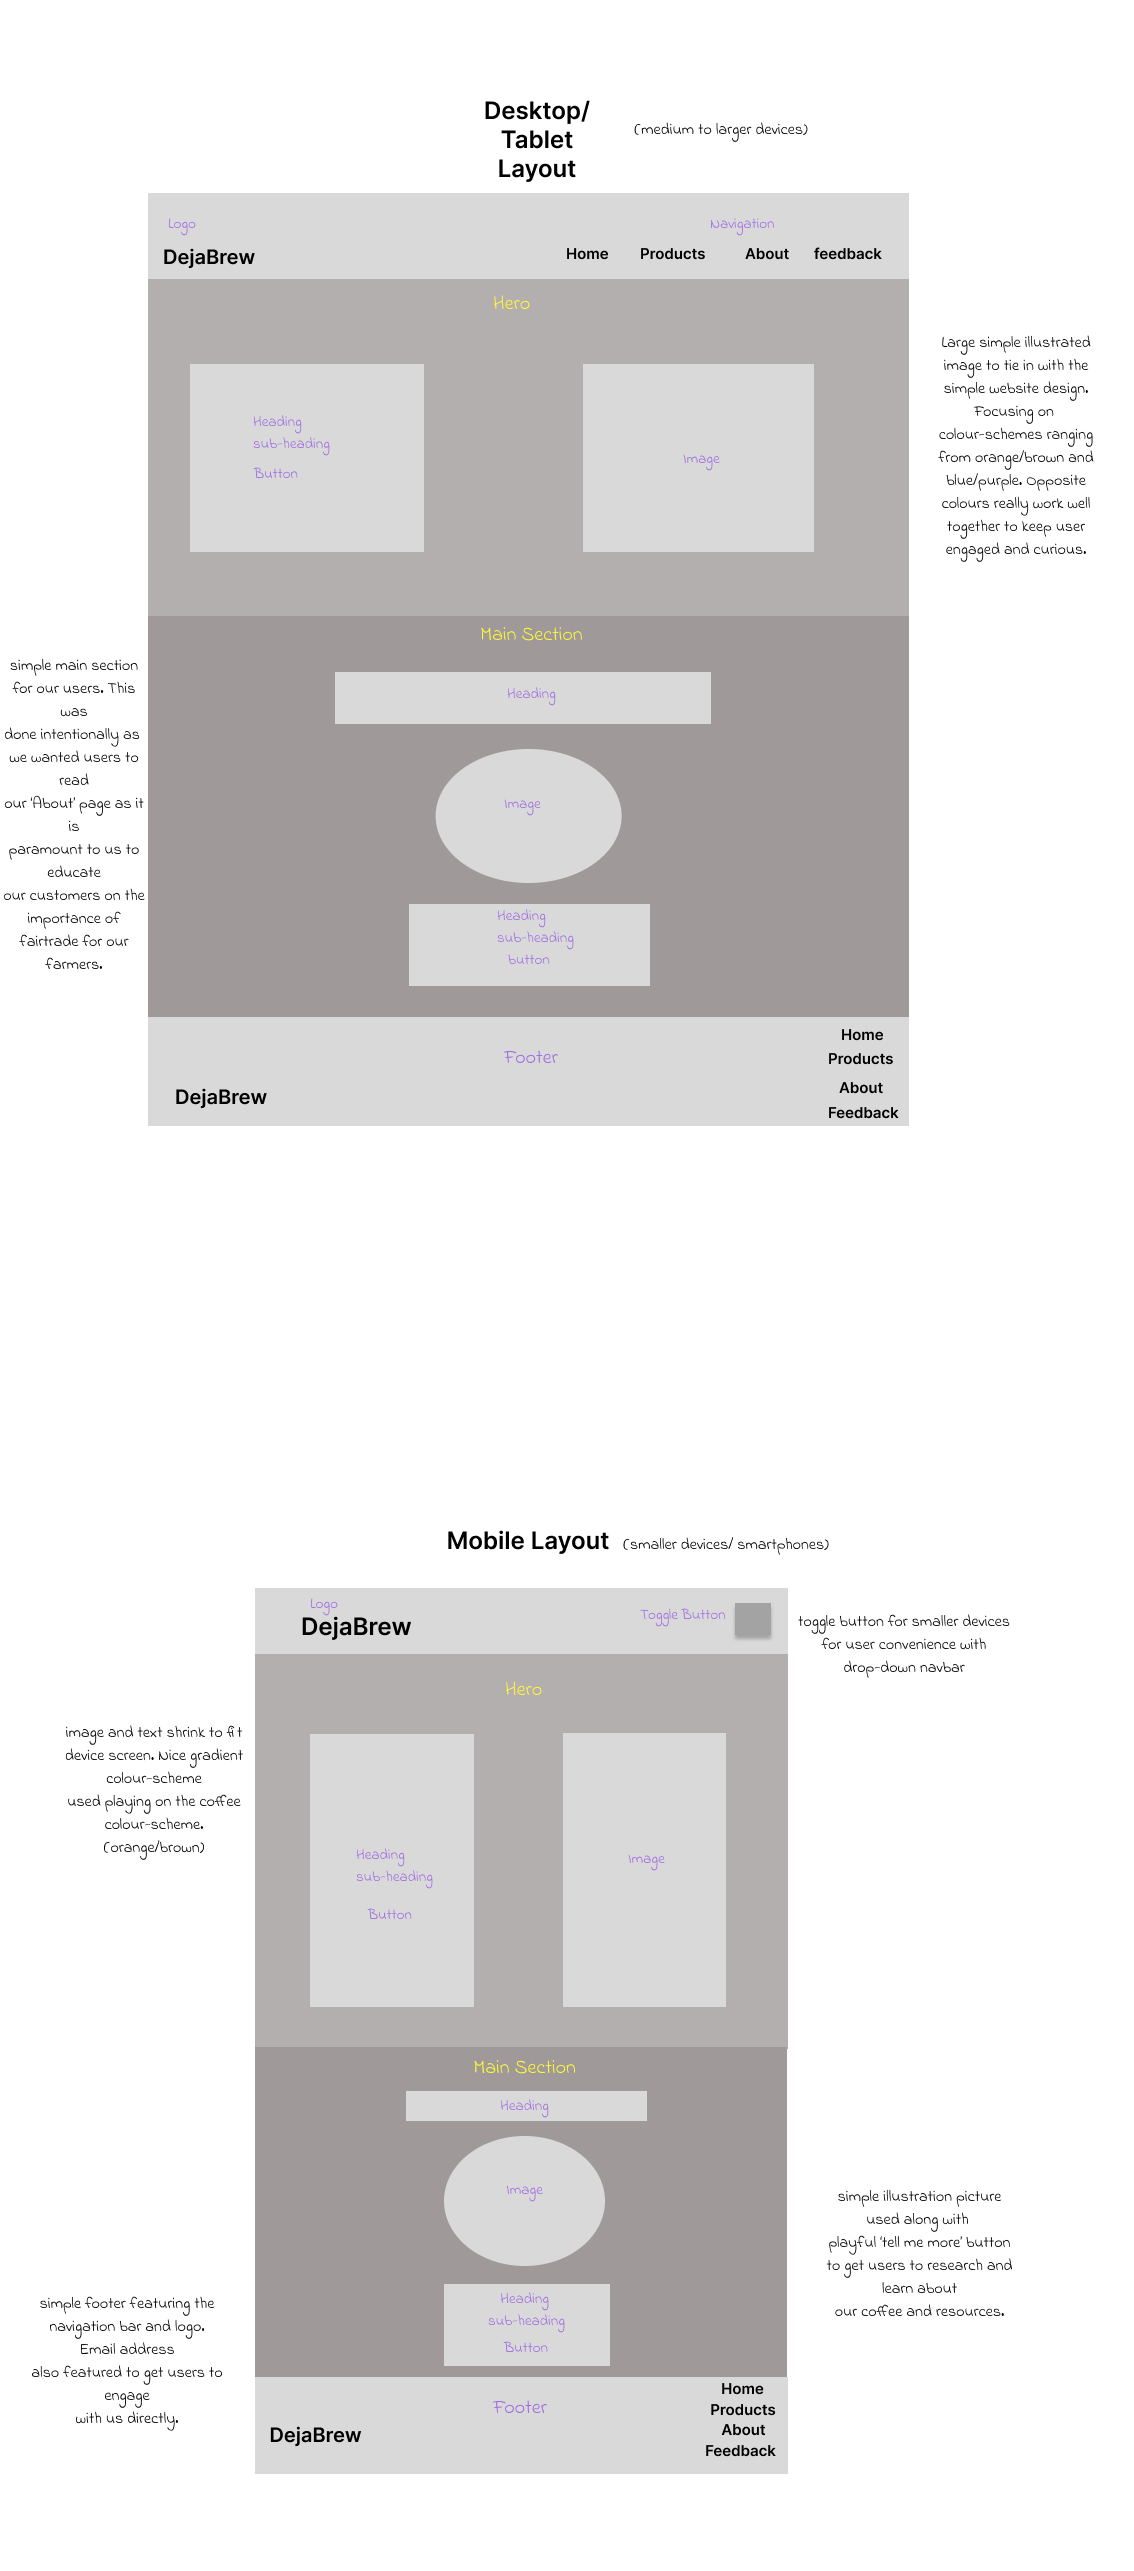 Desktop/
Tablet
Layout
(medium to larger devices)
Logo
DejaBrew
Navigation
Home Products About feedback
Hero
Heading
sub-heading
Button
Image
Large simple illustrated
image to tie in with the
simple website design.
Focusing on
colour-schemes ranging
from orange/brown and
blue/purple. Opposite
colours really work well
together to keep user
engaged and curious.
Main Section
Heading
Image
Heading
sub-heading
button
simple main section
for our users. This
was
done intentionally as
we wanted users to
read
our 'About' page as it
is
paramount to us to
educate
our customers on the
importance of
fairtrade for our
farmers.
Footer
DejaBrew
Home
Products
About
Feedback
Mobile Layout (smaller devices/ smartphones)
Logo
DejaBrew
Toggle Button
toggle button for smaller devices
for user convenience with
drop-down navbar
Hero
image and text shrink to fit
device screen. Nice gradient
colour-scheme
used playing on the coffee
colour-scheme.
(orange/brown)
Heading
sub-heading
Button
Image
Main Section
Heading
Image
Heading
sub-heading
Button
simple illustration picture
used along with
playful 'tell me more' button
to get users to research and
learn about
our coffee and resources.
simple footer featuring the
navigation bar and logo.
Email address
also featured to get users to
engage
with us directly.
Footer
DejaBrew
Home
Products
About
Feedback